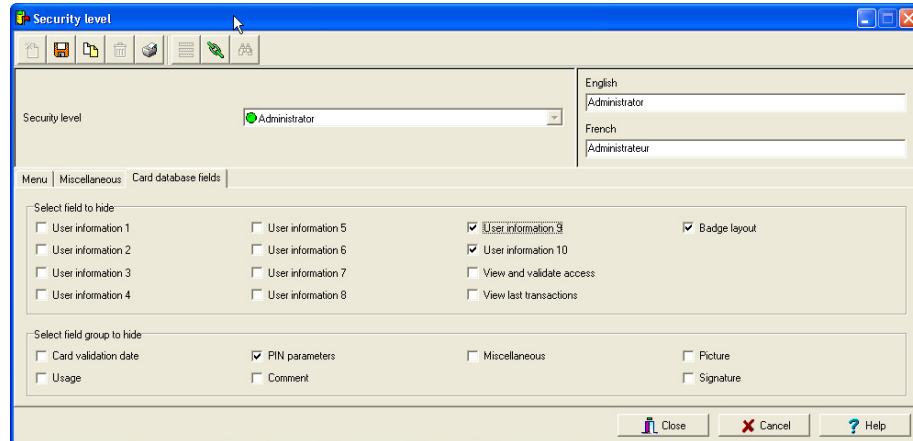 Security level
English
Administrator
Security level Administrator
French
Administrateur
Menu Miscellaneous Card database fields
Select field to hide
User information 1 User information 5 User information 9 Badge layout
User information 2 User information 6 User information 10
User information 3 User information 7 View and validate access
User information 4 User information 8 View last transactions
Select field group to hide
Card validation date PIN parameters Miscellaneous Picture
Usage Comment Signature
Close Cancel Help